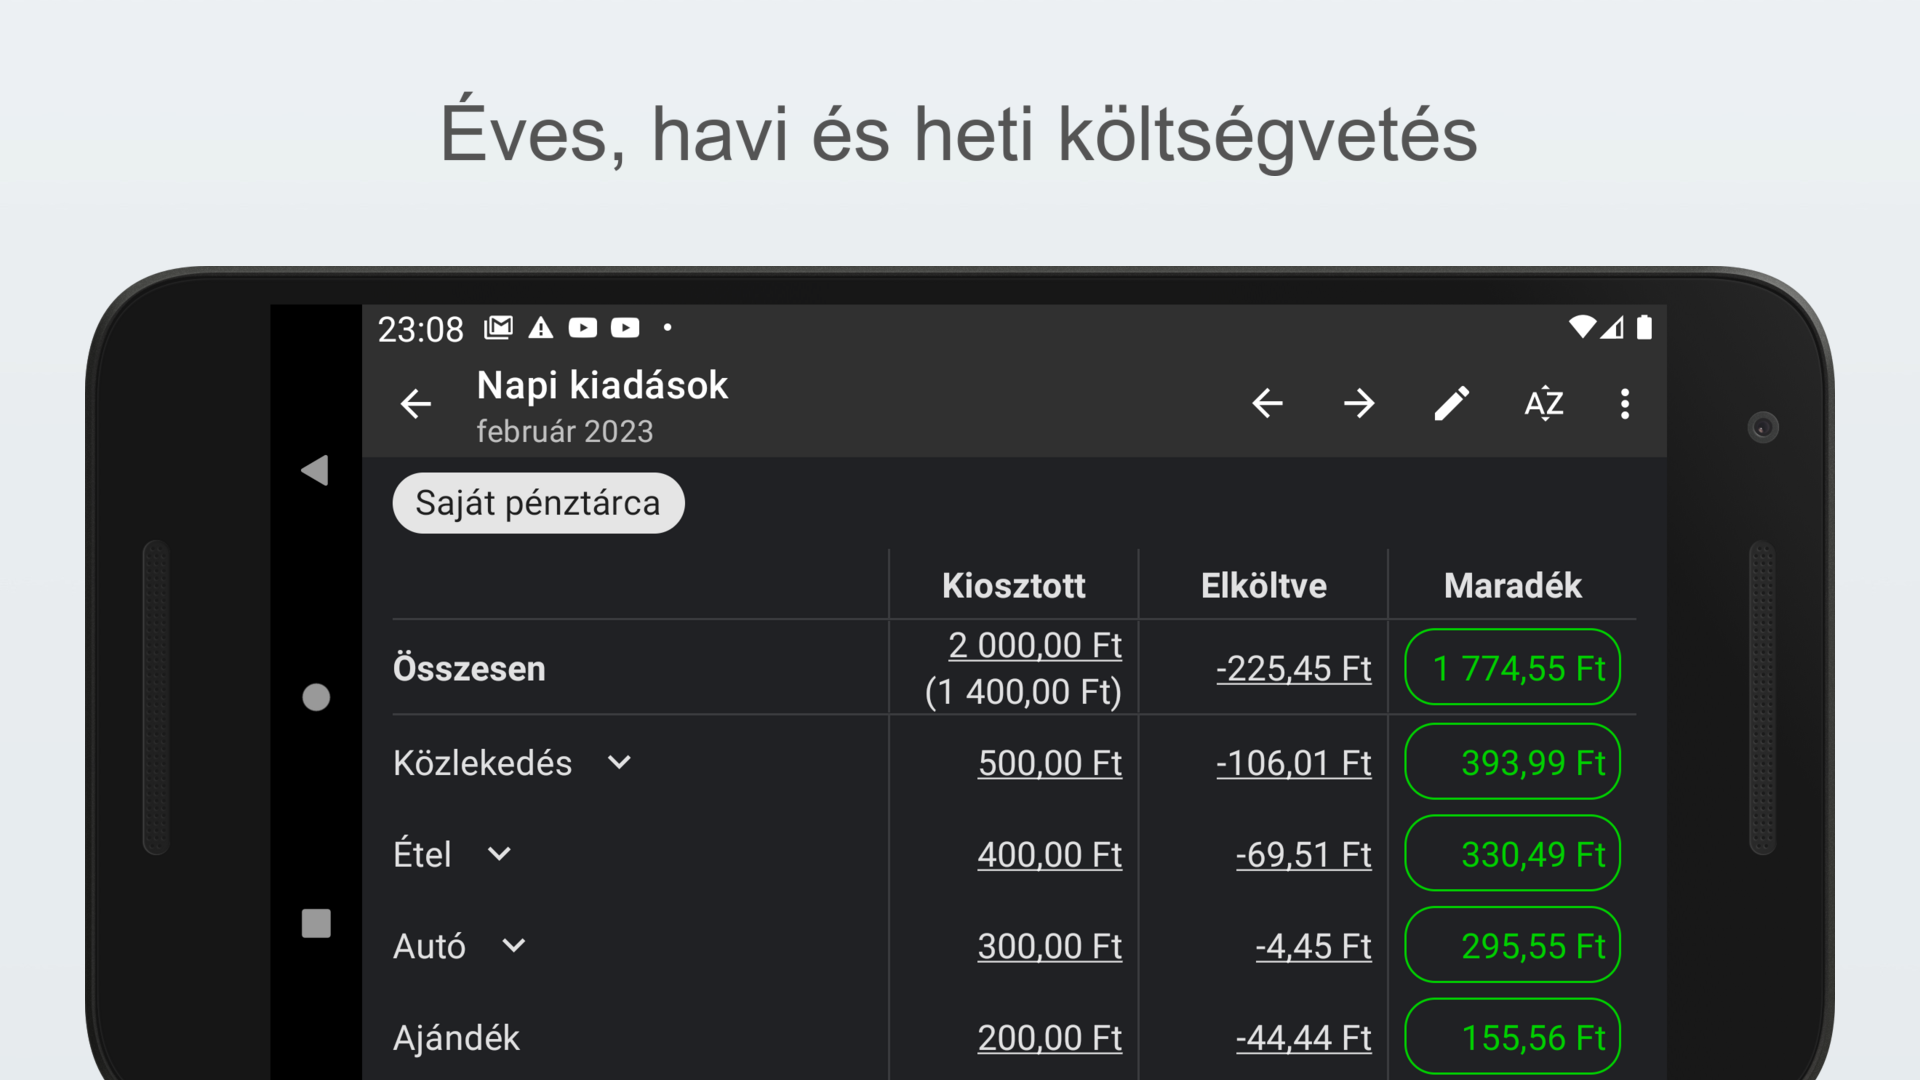 Éves, havi és heti költségvetés
23:08
Napi kiadások
február 2023
AZ
Saját pénztárca
Kiosztott Elköltve Maradék
Összesen 2 000,00 Ft (1 400,00 Ft) -225,45 Ft 1 774,55 Ft
Közlekedés 500,00 Ft -106,01 Ft 393,99 Ft
Étel 400,00 Ft -69,51 Ft 330,49 Ft
Autó 300,00 Ft -4,45 Ft 295,55 Ft
Ajándék 200,00 Ft -44,44 Ft 155,56 Ft